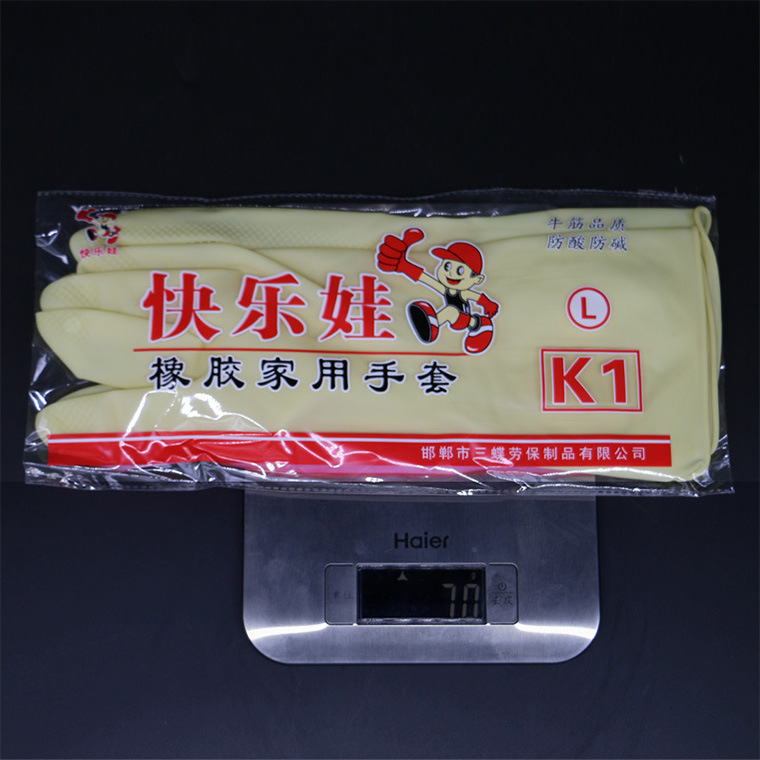 快乐娃
牛筋品质
防酸防碱
快乐娃
L
橡胶家用手套
K1
邯郸市三蝶劳保制品有限公司
Haier
70